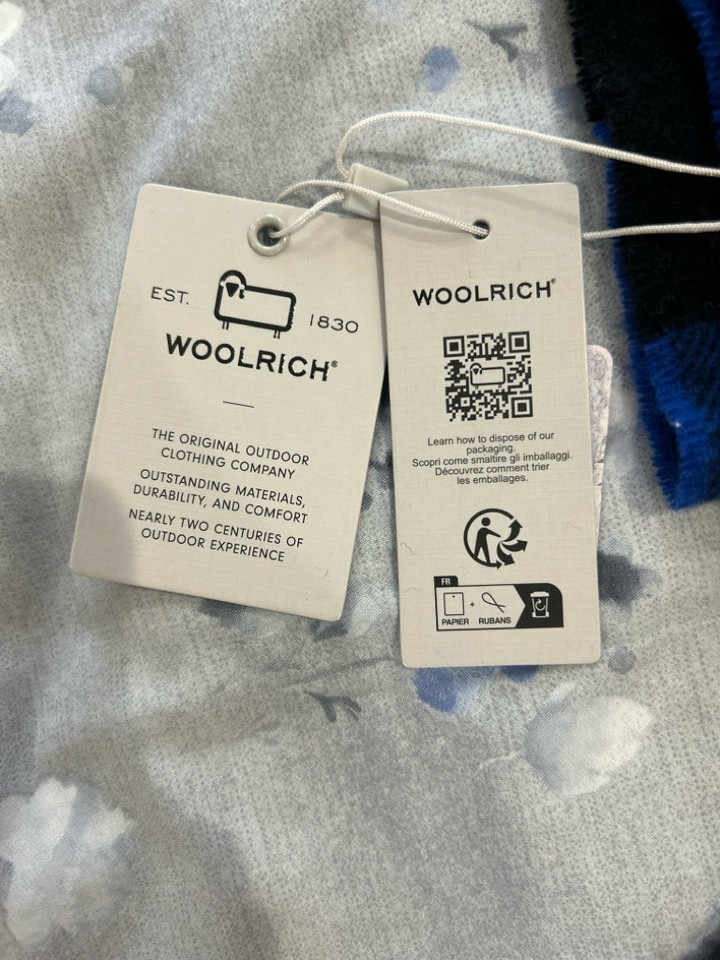 EST.
1830
WOOLRICH®
THE ORIGINAL OUTDOOR
CLOTHING COMPANY
OUTSTANDING MATERIALS,
DURABILITY, AND COMFORT
NEARLY TWO CENTURIES OF
OUTDOOR EXPERIENCE
WOOLRICH®
Learn how to dispose of our
packaging.
Scopri come smaltire gli imballaggi.
Découvrez comment trier
les emballages.
FR
PAPIER + RUBANS